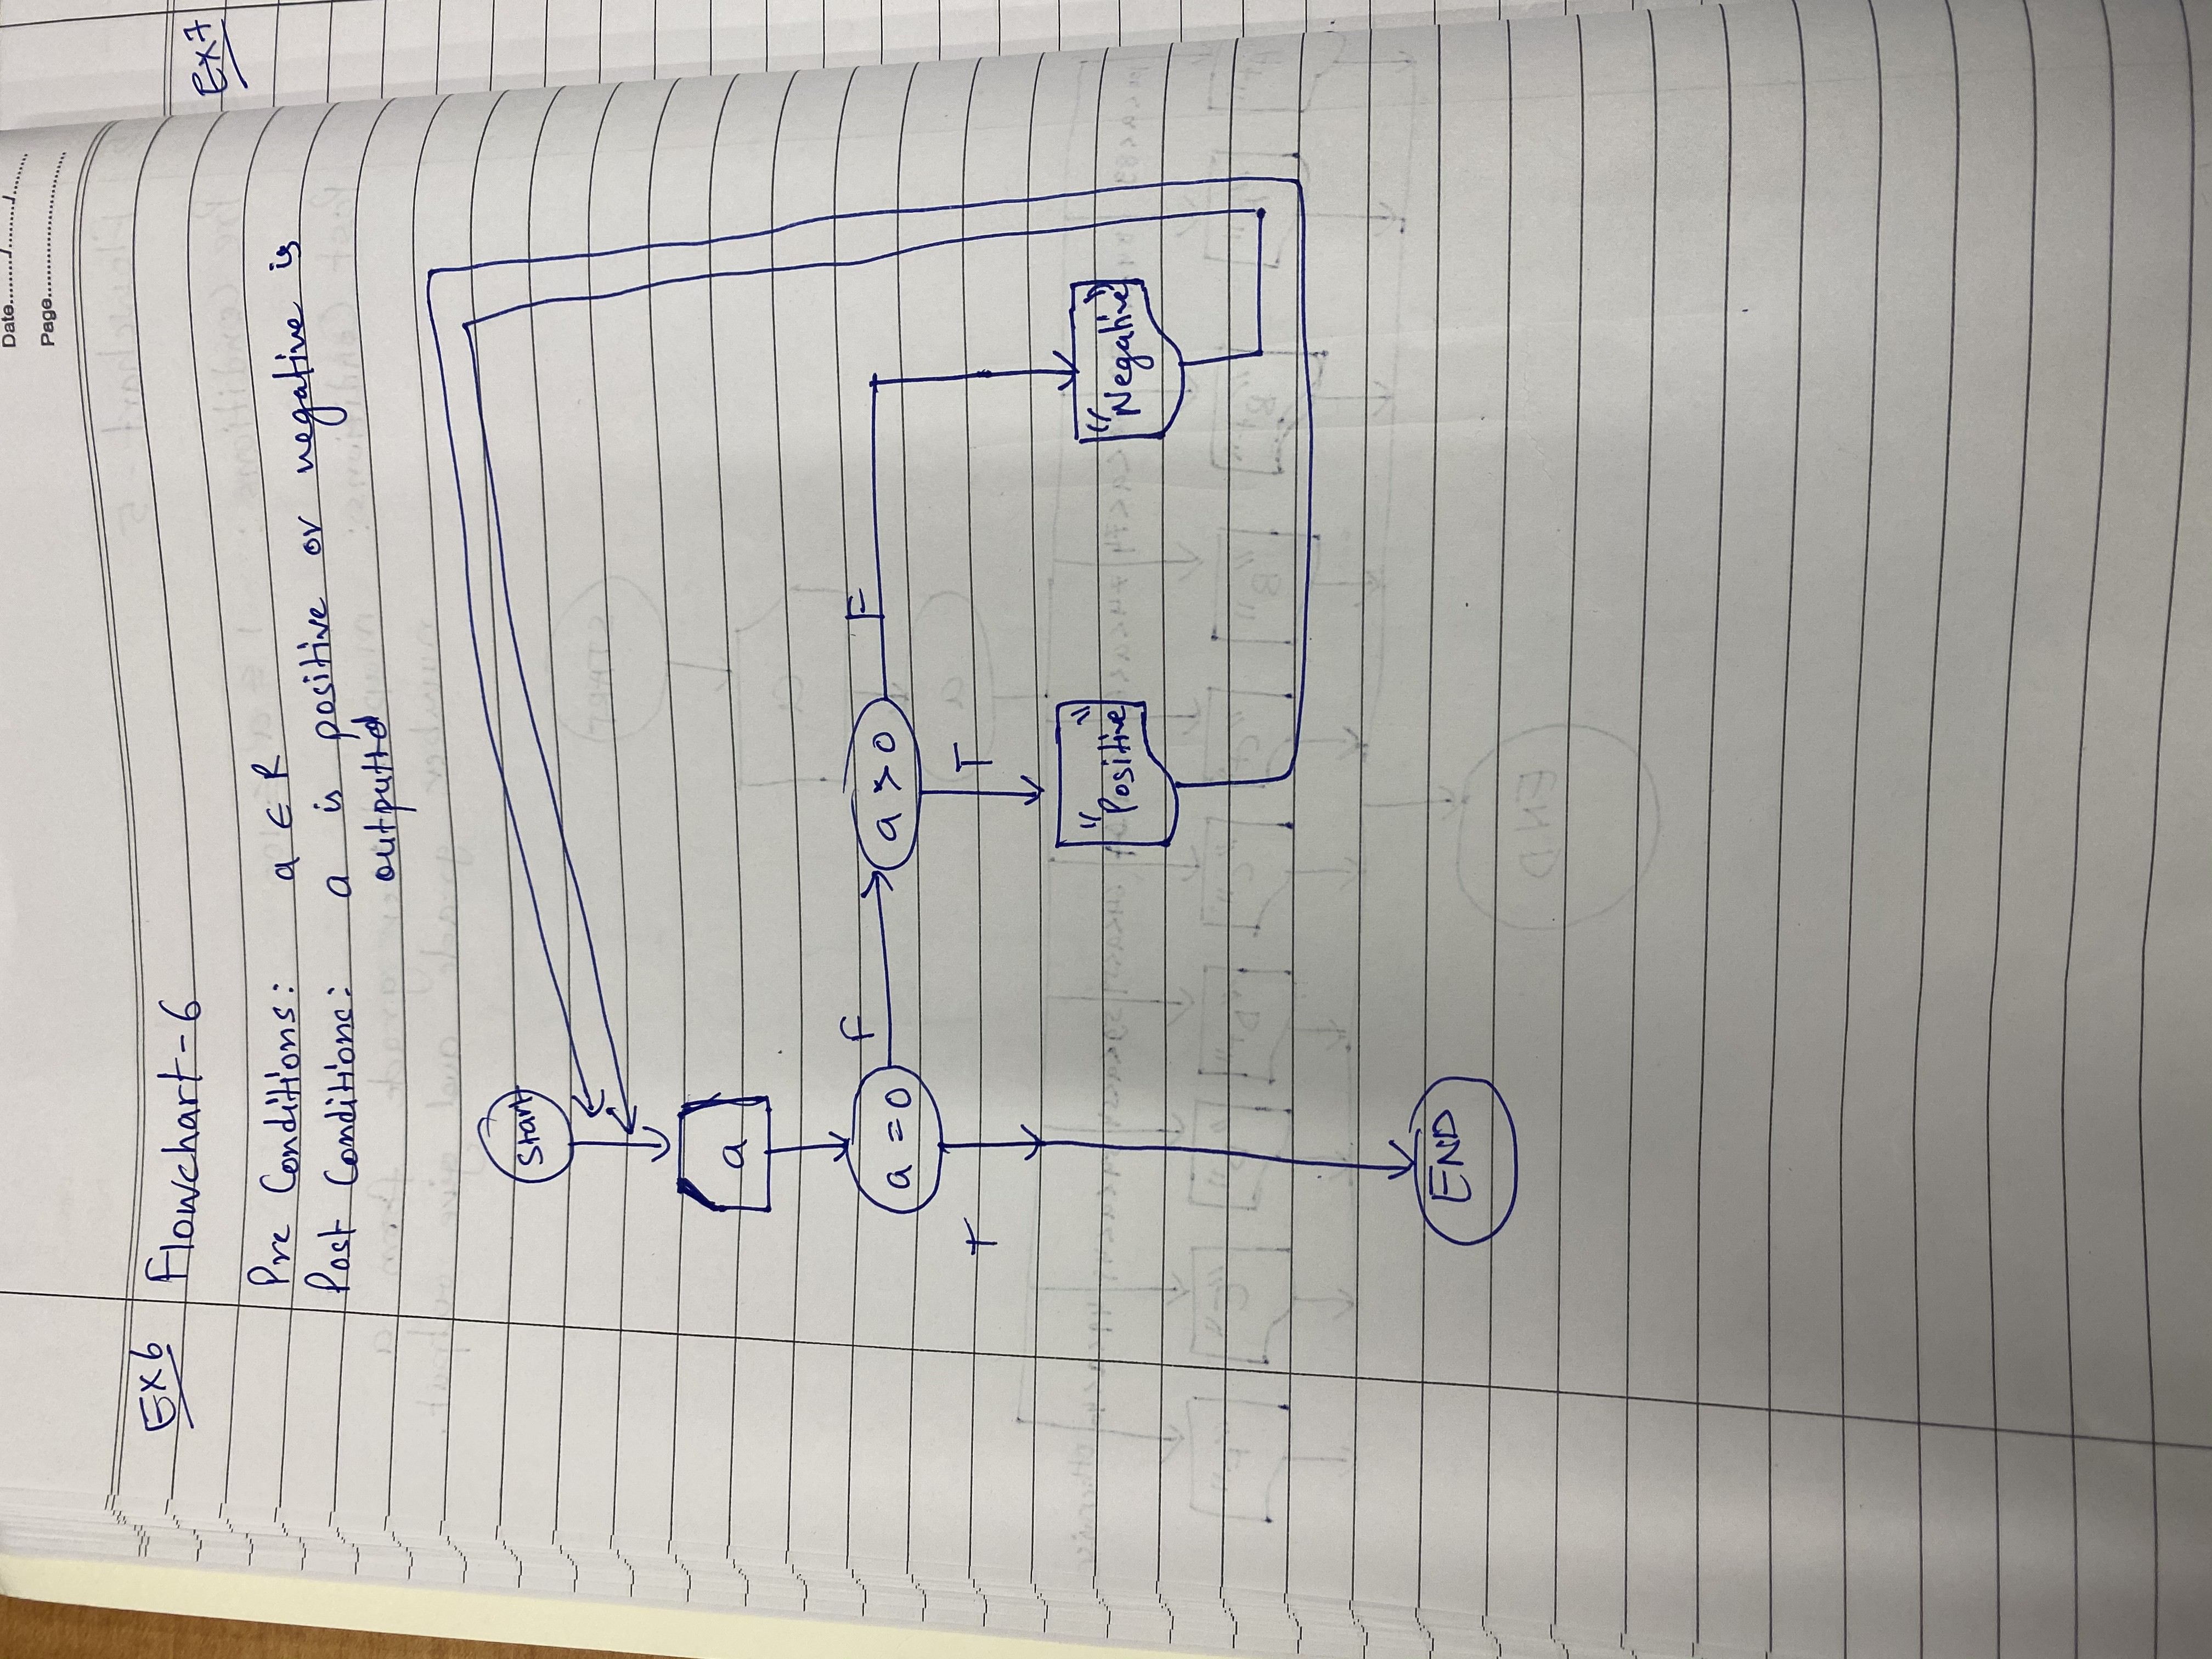 Date......../........../........
Page................................
Ex6
Flowchart-6
Ex7
Pre Conditions: a ∈ R
Post Conditions: a is positive or negative is
outputted
Start
a
a = 0
F
a > 0
F
T
T
"Positive"
"Negative"
END